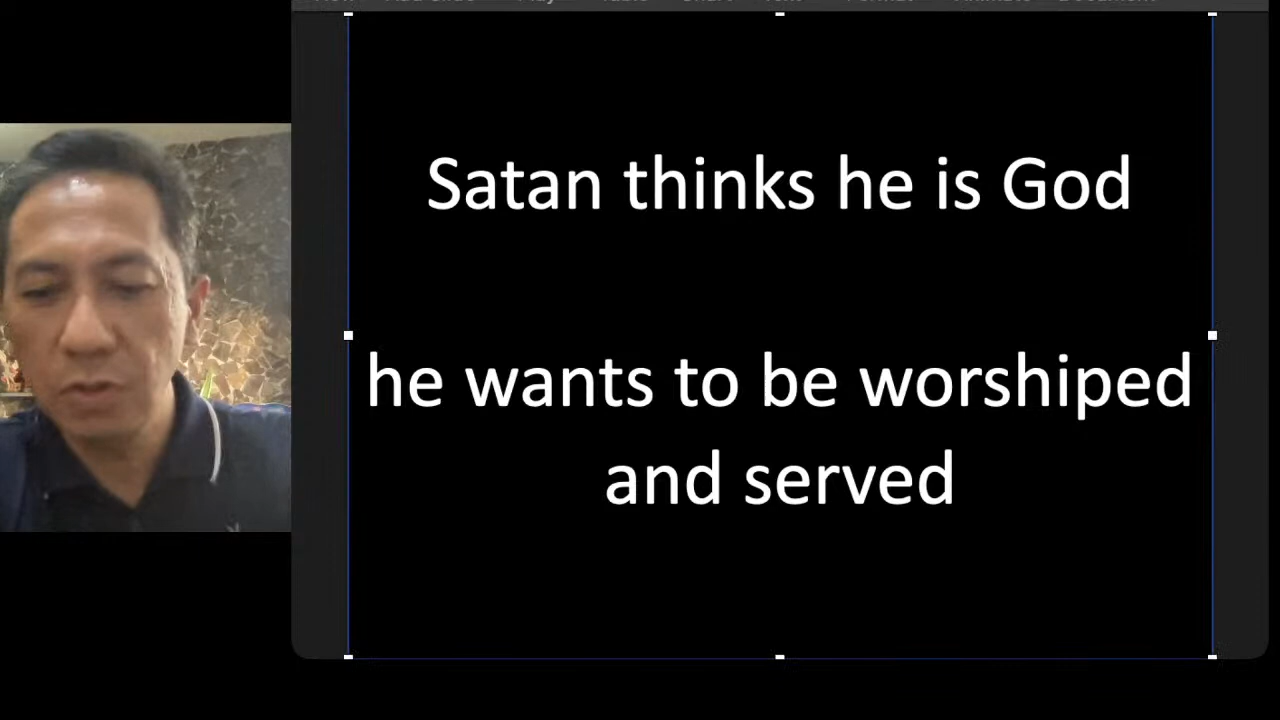 Satan thinks he is God
he wants to be worshiped
and served